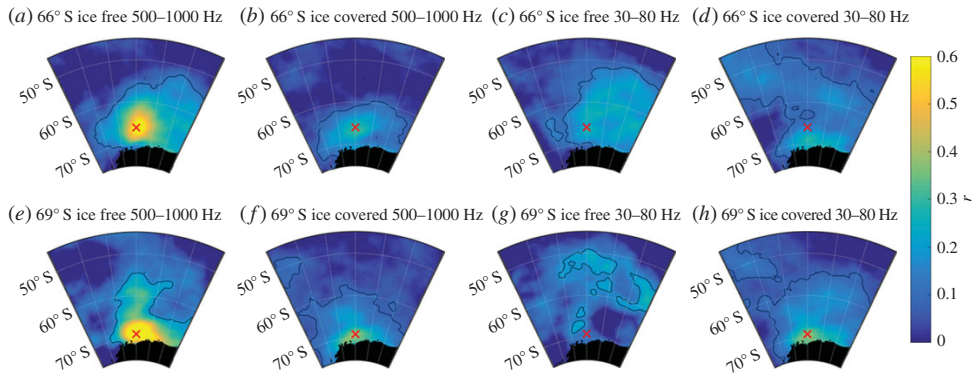 (a) 66° S ice free 500–1000 Hz
(b) 66° S ice covered 500–1000 Hz
(c) 66° S ice free 30–80 Hz
(d) 66° S ice covered 30–80 Hz
50° S
60° S
70° S
50° S
60° S
70° S
50° S
60° S
70° S
50° S
60° S
70° S
(e) 69° S ice free 500–1000 Hz
(f) 69° S ice covered 500–1000 Hz
(g) 69° S ice free 30–80 Hz
(h) 69° S ice covered 30–80 Hz
50° S
60° S
70° S
50° S
60° S
70° S
50° S
60° S
70° S
50° S
60° S
70° S
0.6
0.5
0.4
0.3
0.2
0.1
0
r